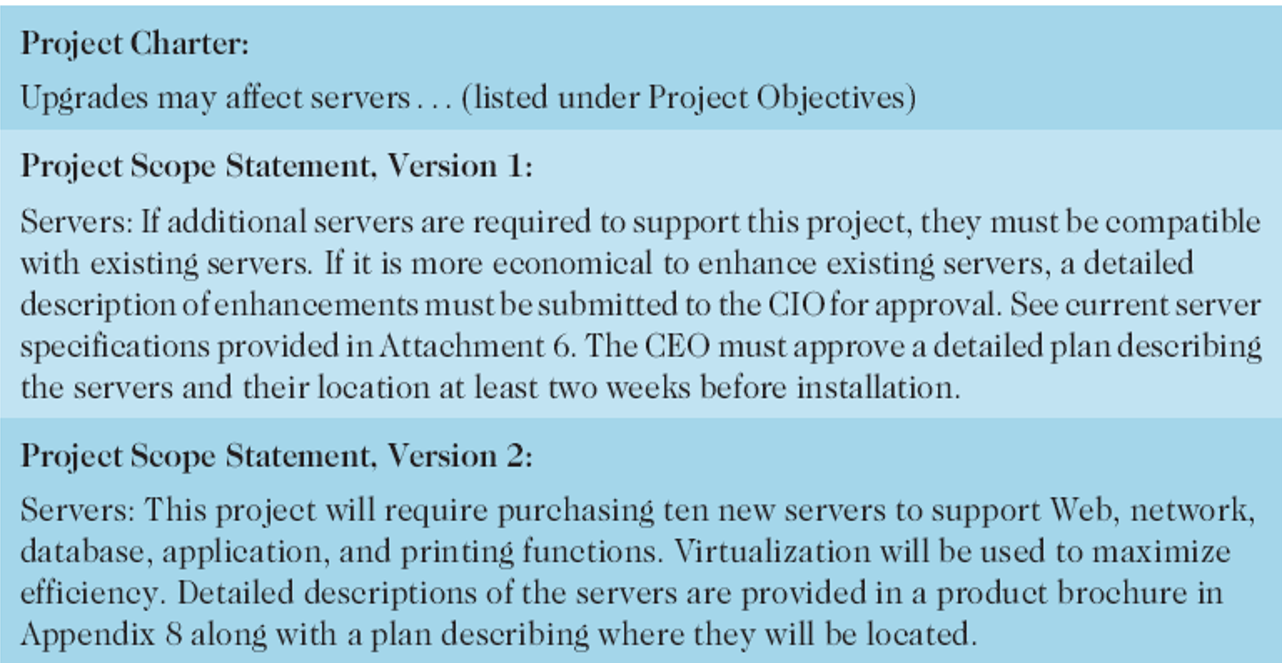 Project Charter:
Upgrades may affect servers . . . (listed under Project Objectives)
Project Scope Statement, Version 1:
Servers: If additional servers are required to support this project, they must be compatible
with existing servers. If it is more economical to enhance existing servers, a detailed
description of enhancements must be submitted to the CIO for approval. See current server
specifications provided in Attachment 6. The CEO must approve a detailed plan describing
the servers and their location at least two weeks before installation.
Project Scope Statement, Version 2:
Servers: This project will require purchasing ten new servers to support Web, network,
database, application, and printing functions. Virtualization will be used to maximize
efficiency. Detailed descriptions of the servers are provided in a product brochure in
Appendix 8 along with a plan describing where they will be located.